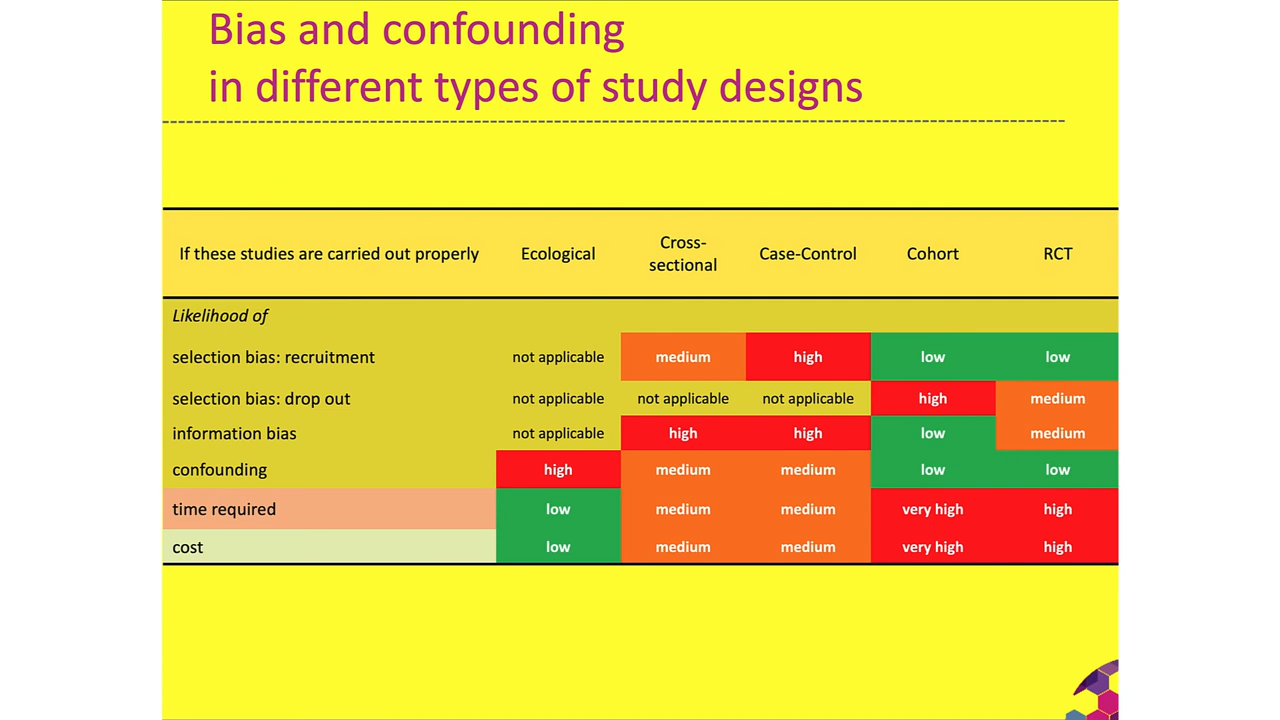 Bias and confounding
in different types of study designs
If these studies are carried out properly Ecological Cross-sectional Case-Control Cohort RCT
Likelihood of
selection bias: recruitment not applicable medium high low low
selection bias: drop out not applicable not applicable not applicable high medium
information bias not applicable high high low medium
confounding high medium medium low low
time required low medium medium very high high
cost low medium medium very high high